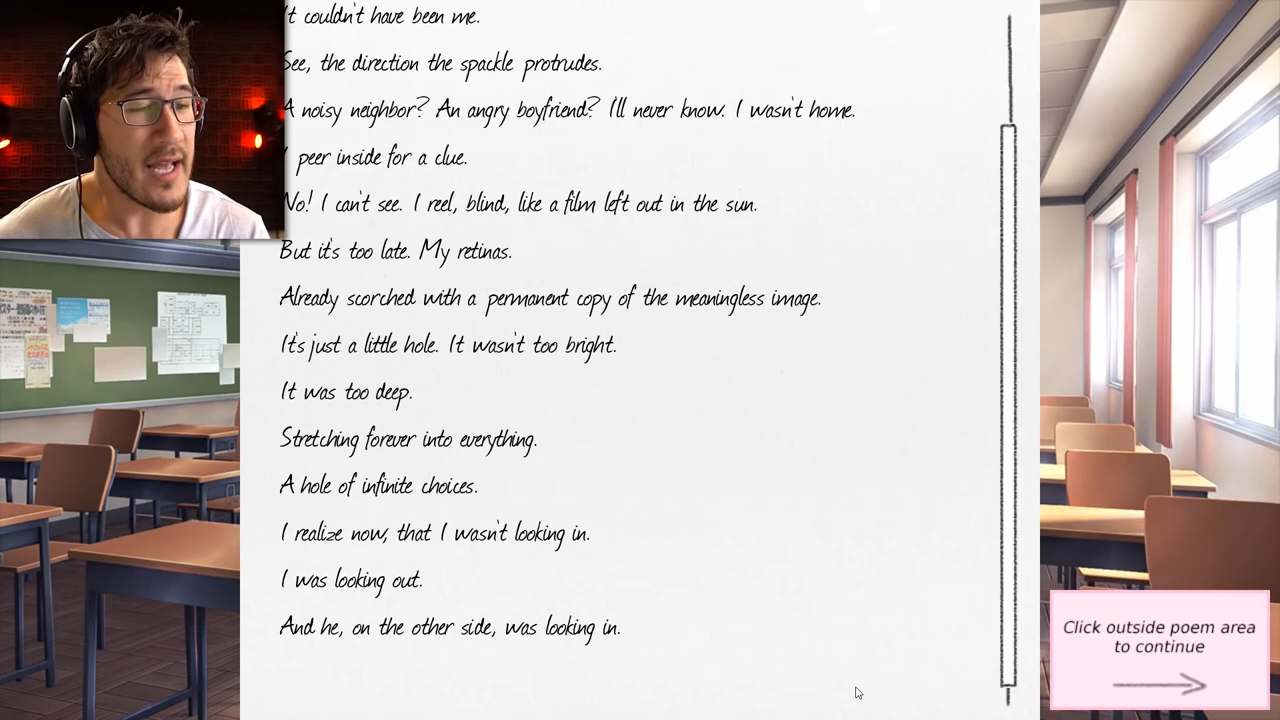 It couldn't have been me.
See, the direction the spackle protrudes.
A noisy neighbor? An angry boyfriend? I'll never know. I wasn't home.
I peer inside for a clue.
No! I can't see. I reel, blind, like a film left out in the sun.
But it's too late. My retinas.
Already scorched with a permanent copy of the meaningless image.
It's just a little hole. It wasn't too bright.
It was too deep.
Stretching forever into everything.
A hole of infinite choices.
I realize now, that I wasn't looking in.
I was looking out.
And he, on the other side, was looking in.
Click outside poem area
to continue